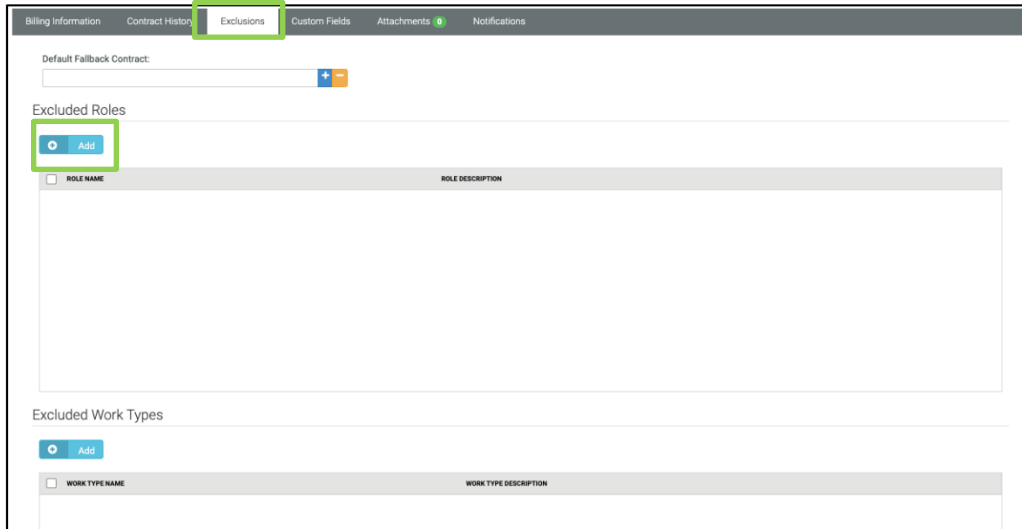 Billing Information Contract History Exclusions Custom Fields Attachments 0 Notifications
Default Fallback Contract:
Excluded Roles
Add
ROLE NAME ROLE DESCRIPTION
Excluded Work Types
Add
WORK TYPE NAME WORK TYPE DESCRIPTION